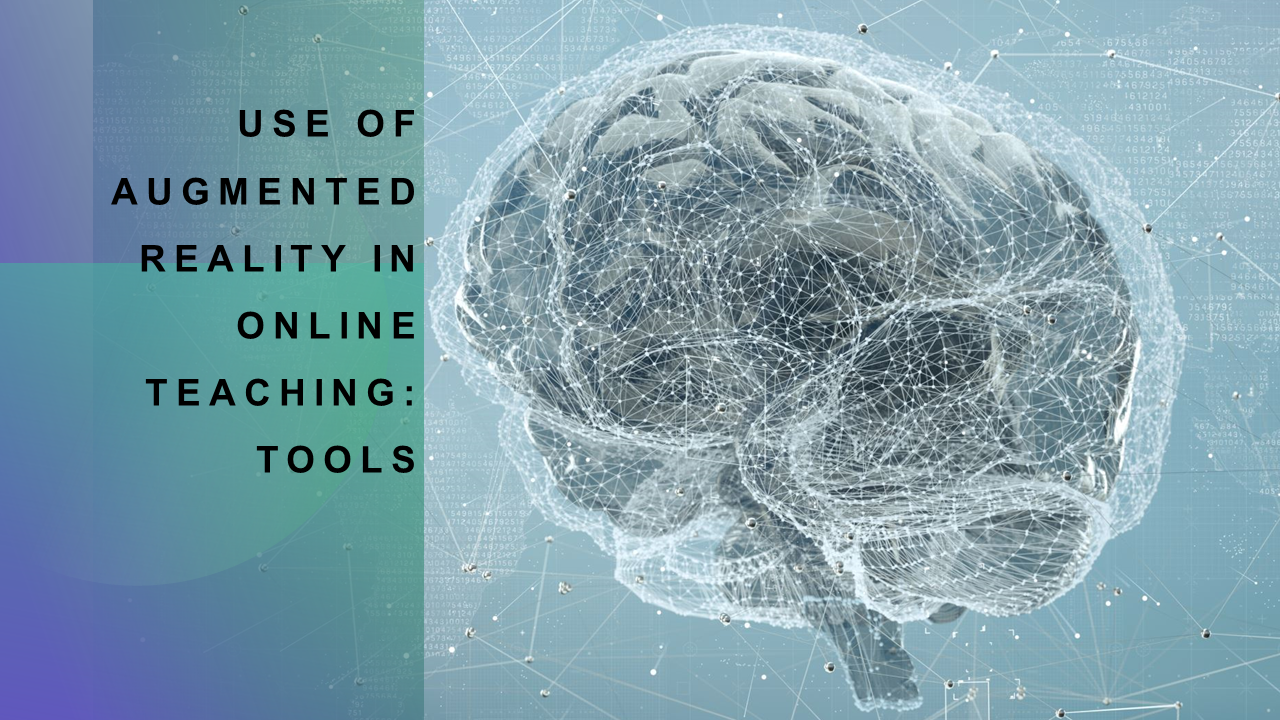 USE OF
AUGMENTED
REALITY IN
ONLINE
TEACHING:
TOOLS